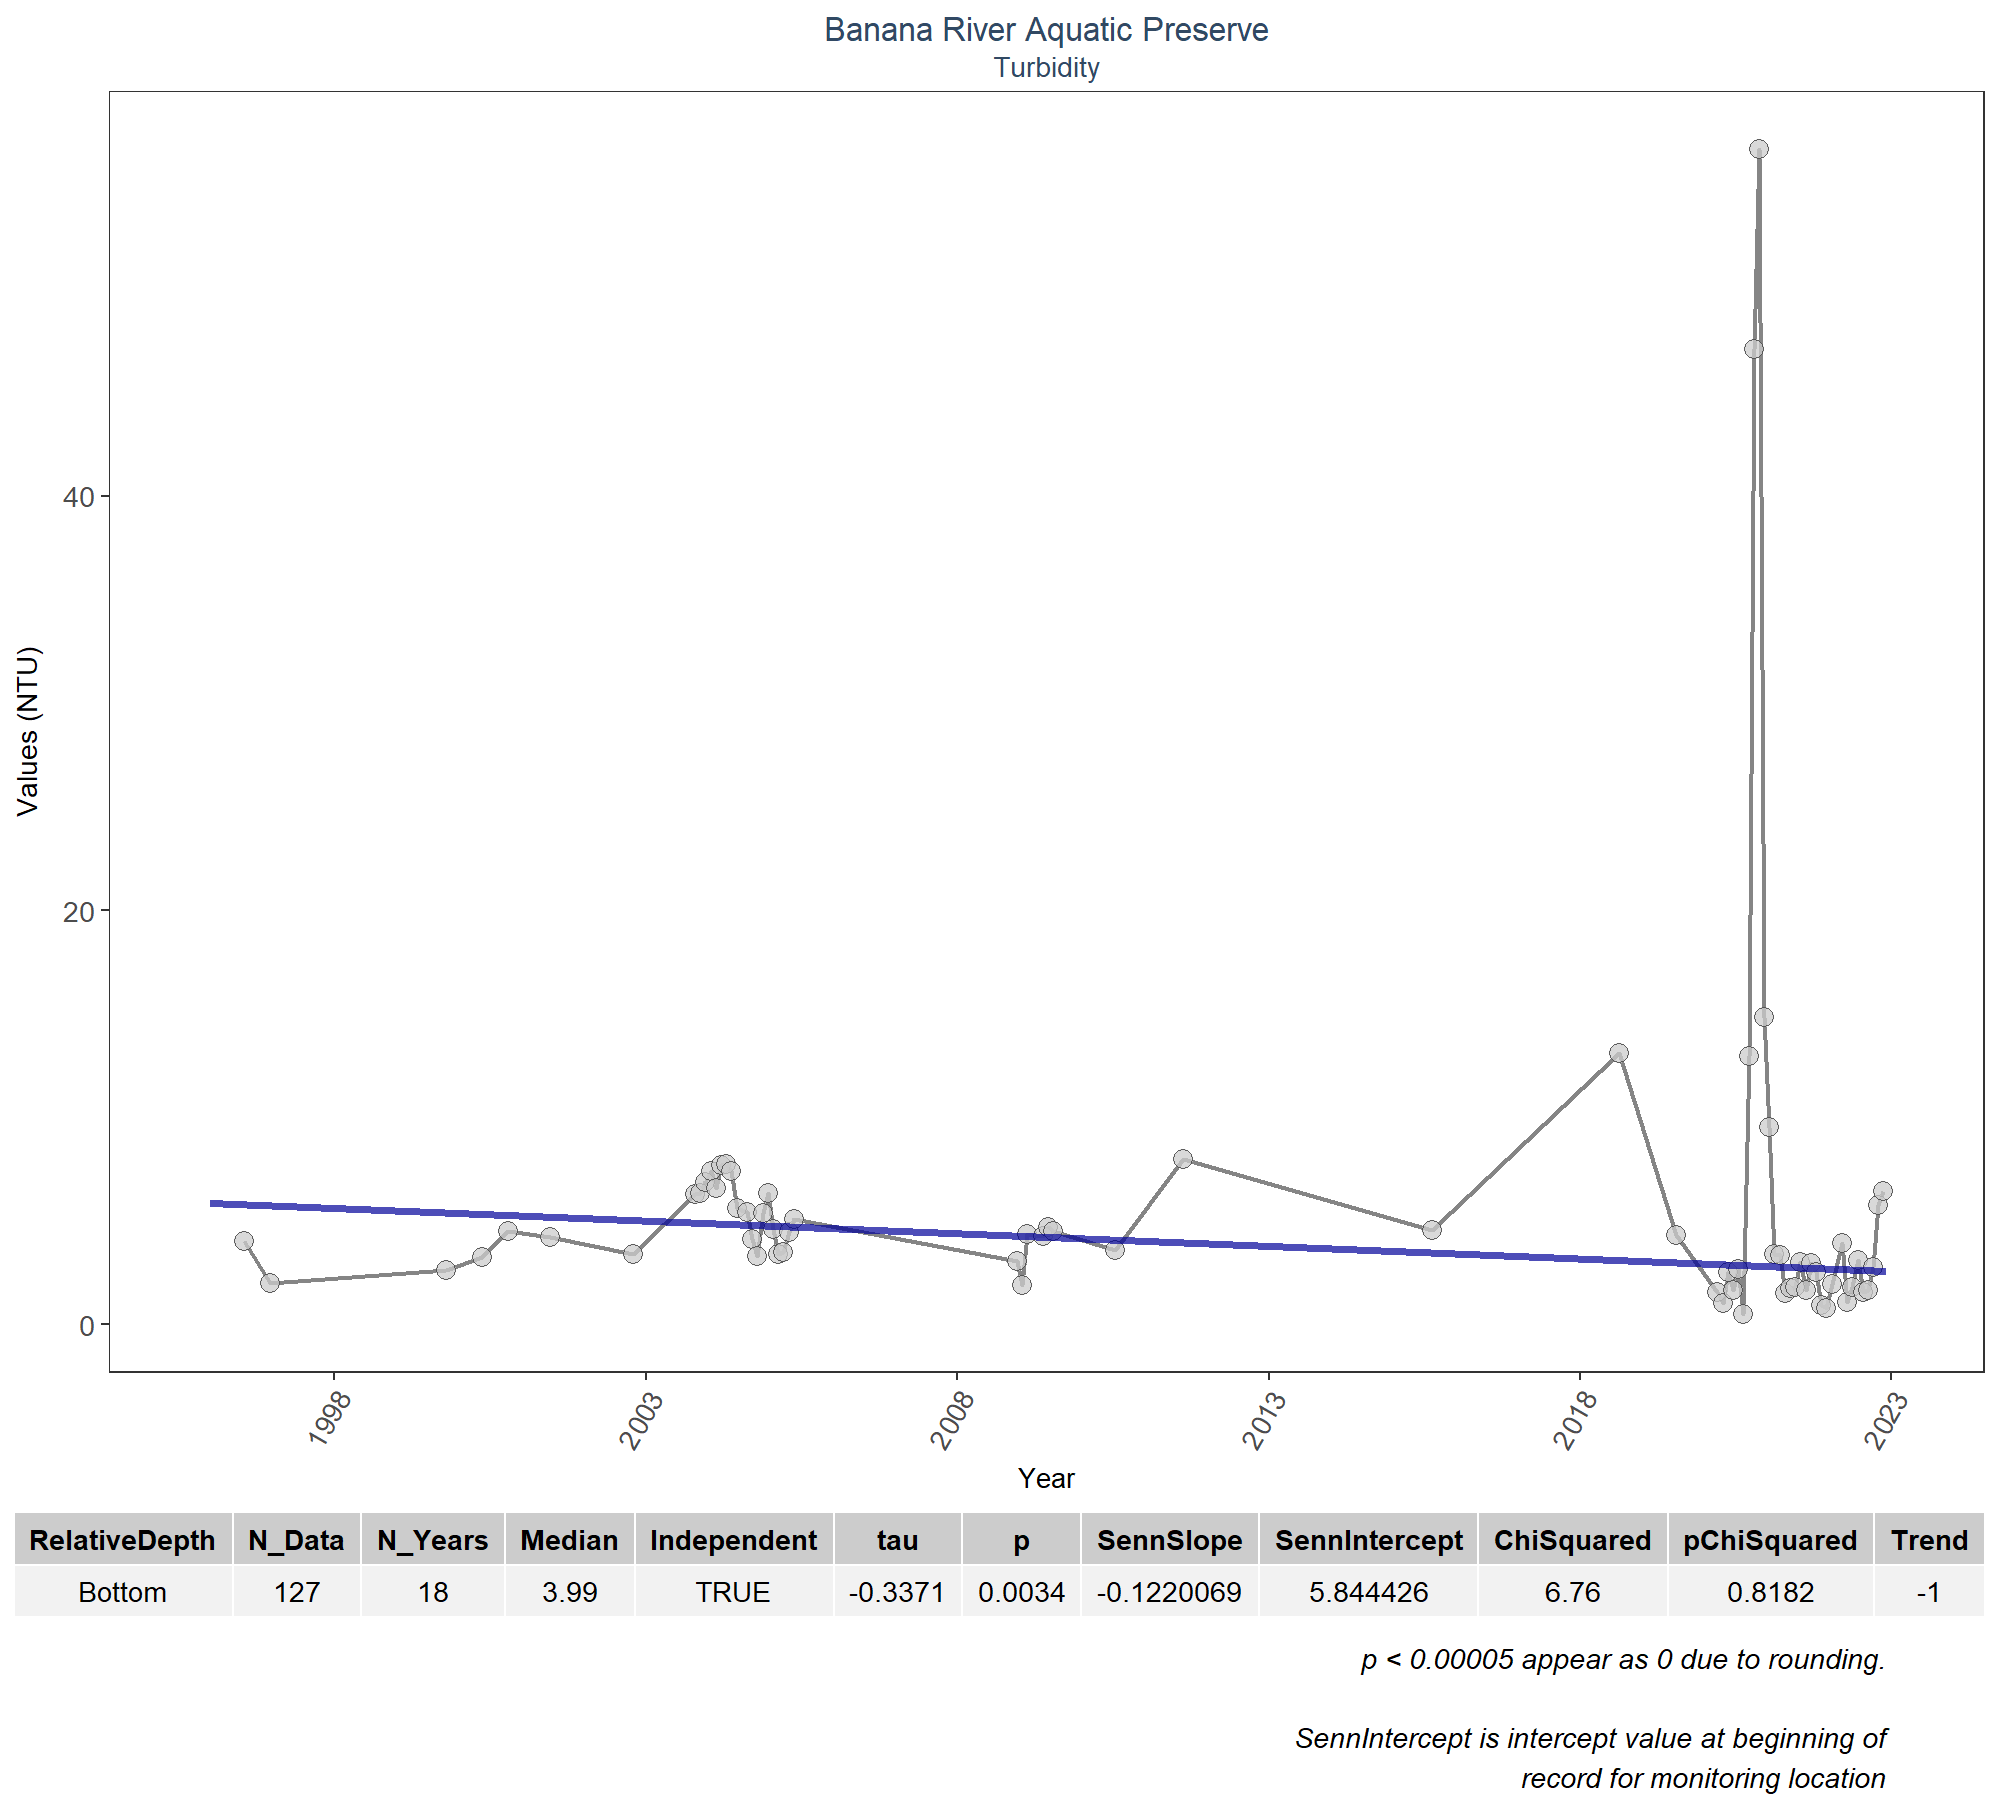 Banana River Aquatic Preserve
Turbidity
Values (NTU)
40
20
0
1998
2003
2008
2013
2018
2023
Year
RelativeDepth N_Data N_Years Median Independent tau p SennSlope SennIntercept ChiSquared pChiSquared Trend
Bottom 127 18 3.99 TRUE -0.3371 0.0034 -0.1220069 5.844426 6.76 0.8182 -1
p < 0.00005 appear as 0 due to rounding.
SennIntercept is intercept value at beginning of
record for monitoring location